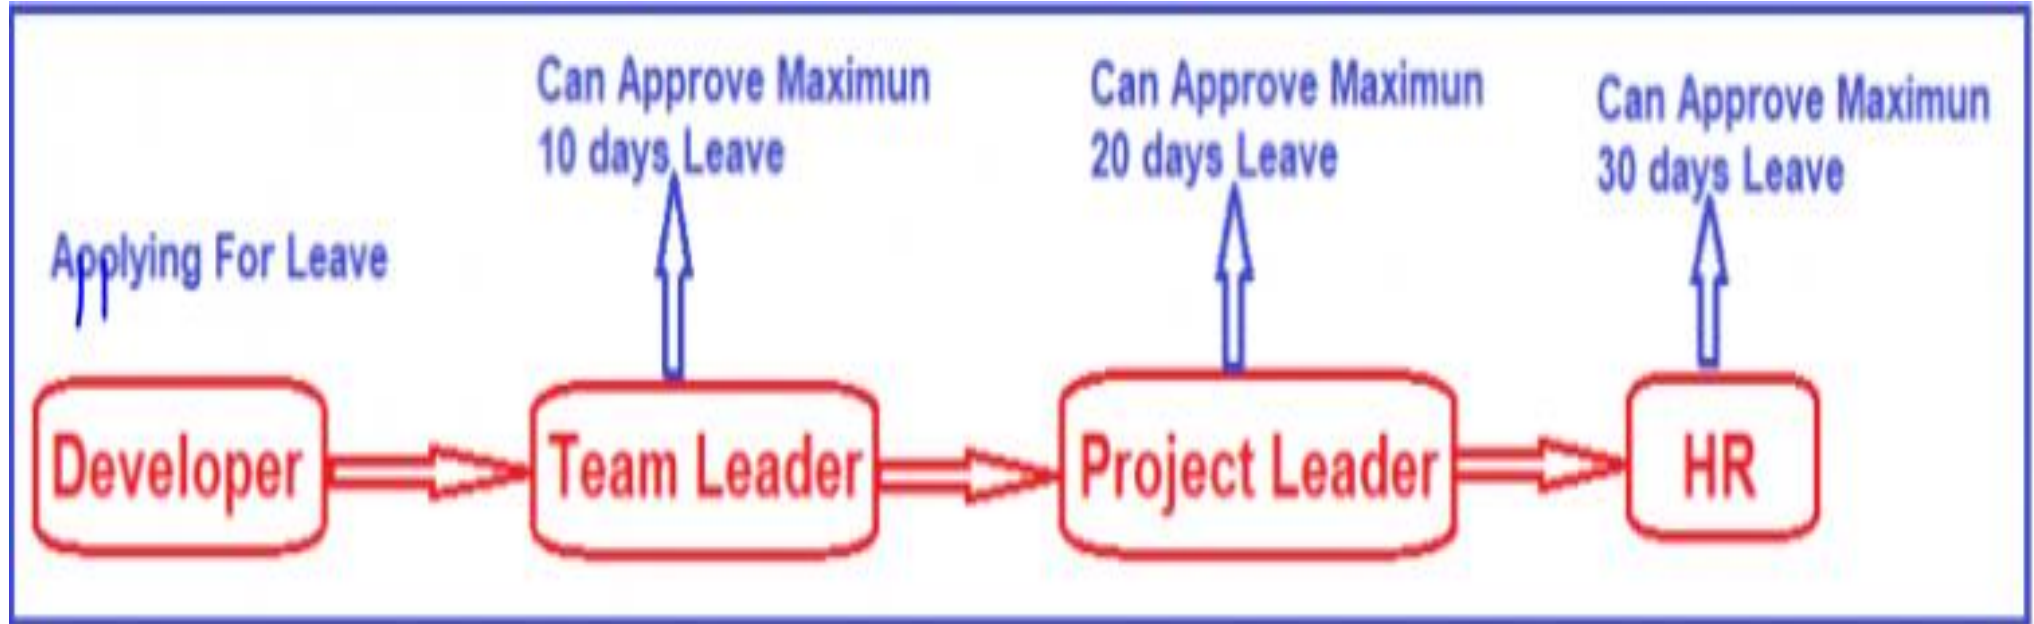 Can Approve Maximun
10 days Leave
Can Approve Maximun
20 days Leave
Can Approve Maximun
30 days Leave
Applying For Leave
Developer
Team Leader
Project Leader
HR